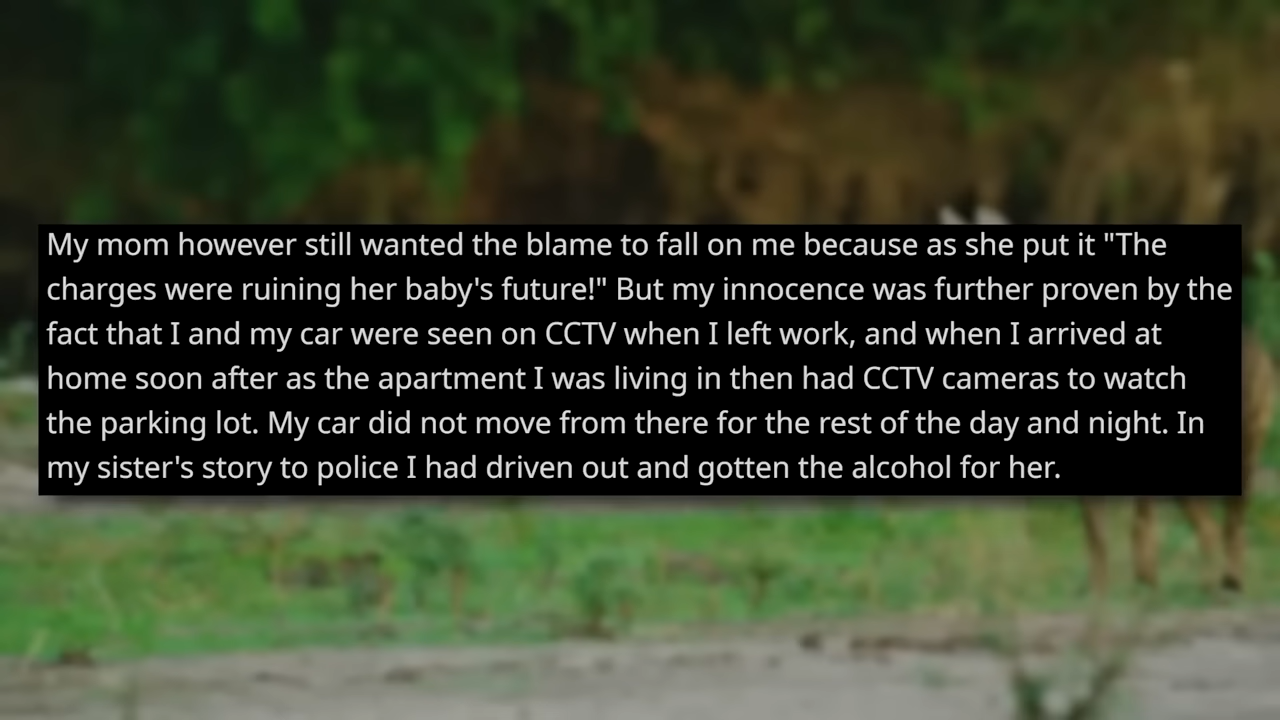 My mom however still wanted the blame to fall on me because as she put it "The
charges were ruining her baby's future!" But my innocence was further proven by the
fact that I and my car were seen on CCTV when I left work, and when I arrived at
home soon after as the apartment I was living in then had CCTV cameras to watch
the parking lot. My car did not move from there for the rest of the day and night. In
my sister's story to police I had driven out and gotten the alcohol for her.